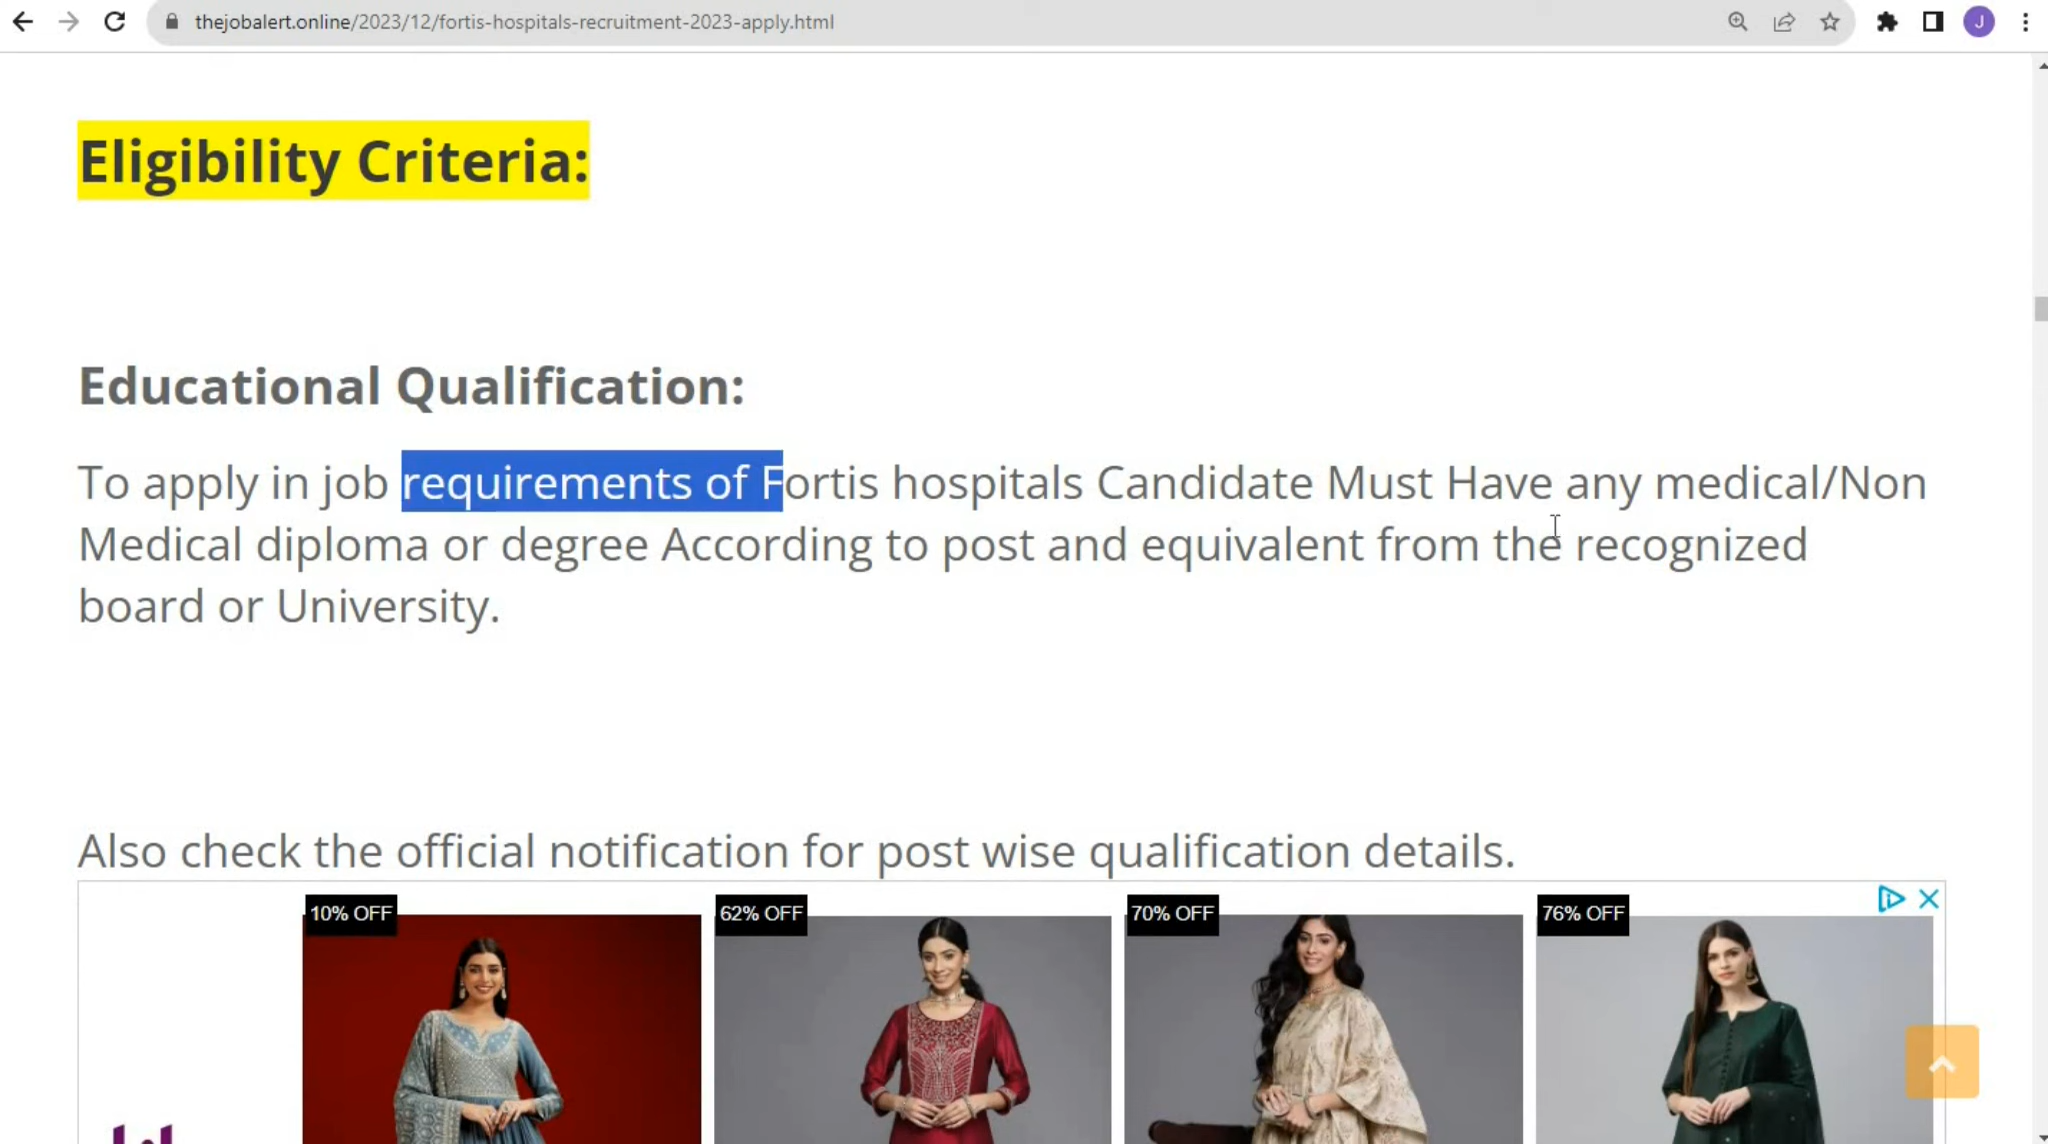 thejobalert.online/2023/12/fortis-hospitals-recruitment-2023-apply.html
J
Eligibility Criteria:
Educational Qualification:
To apply in job requirements of Fortis hospitals Candidate Must Have any medical/Non
Medical diploma or degree According to post and equivalent from the recognized
board or University.
Also check the official notification for post wise qualification details.
10% OFF
62% OFF
70% OFF
76% OFF